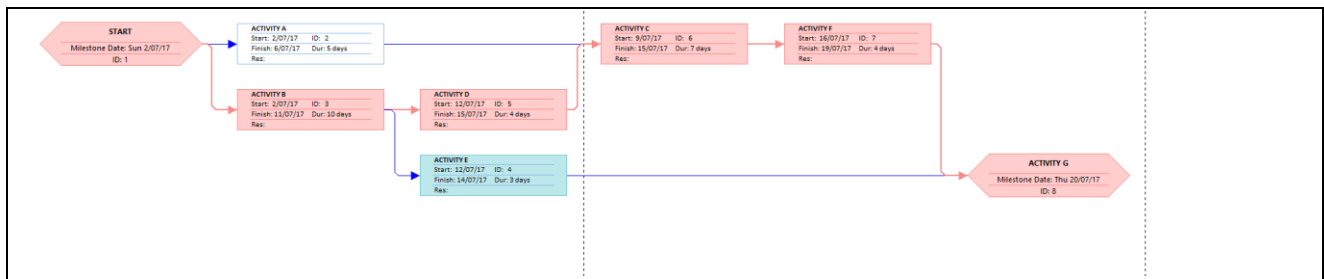 START
Milestone Date: Sun 2/07/17
ID: 1
ACTIVITY A
Start: 2/07/17 ID: 2
Finish: 6/07/17 Dur: 5 days
Res:
ACTIVITY C
Start: 9/07/17 ID: 6
Finish: 15/07/17 Dur: 7 days
Res:
ACTIVITY F
Start: 16/07/17 ID: 7
Finish: 19/07/17 Dur: 4 days
Res:
ACTIVITY B
Start: 2/07/17 ID: 3
Finish: 11/07/17 Dur: 10 days
Res:
ACTIVITY D
Start: 12/07/17 ID: 5
Finish: 15/07/17 Dur: 4 days
Res:
ACTIVITY E
Start: 12/07/17 ID: 4
Finish: 14/07/17 Dur: 3 days
Res:
ACTIVITY G
Milestone Date: Thu 20/07/17
ID: 8